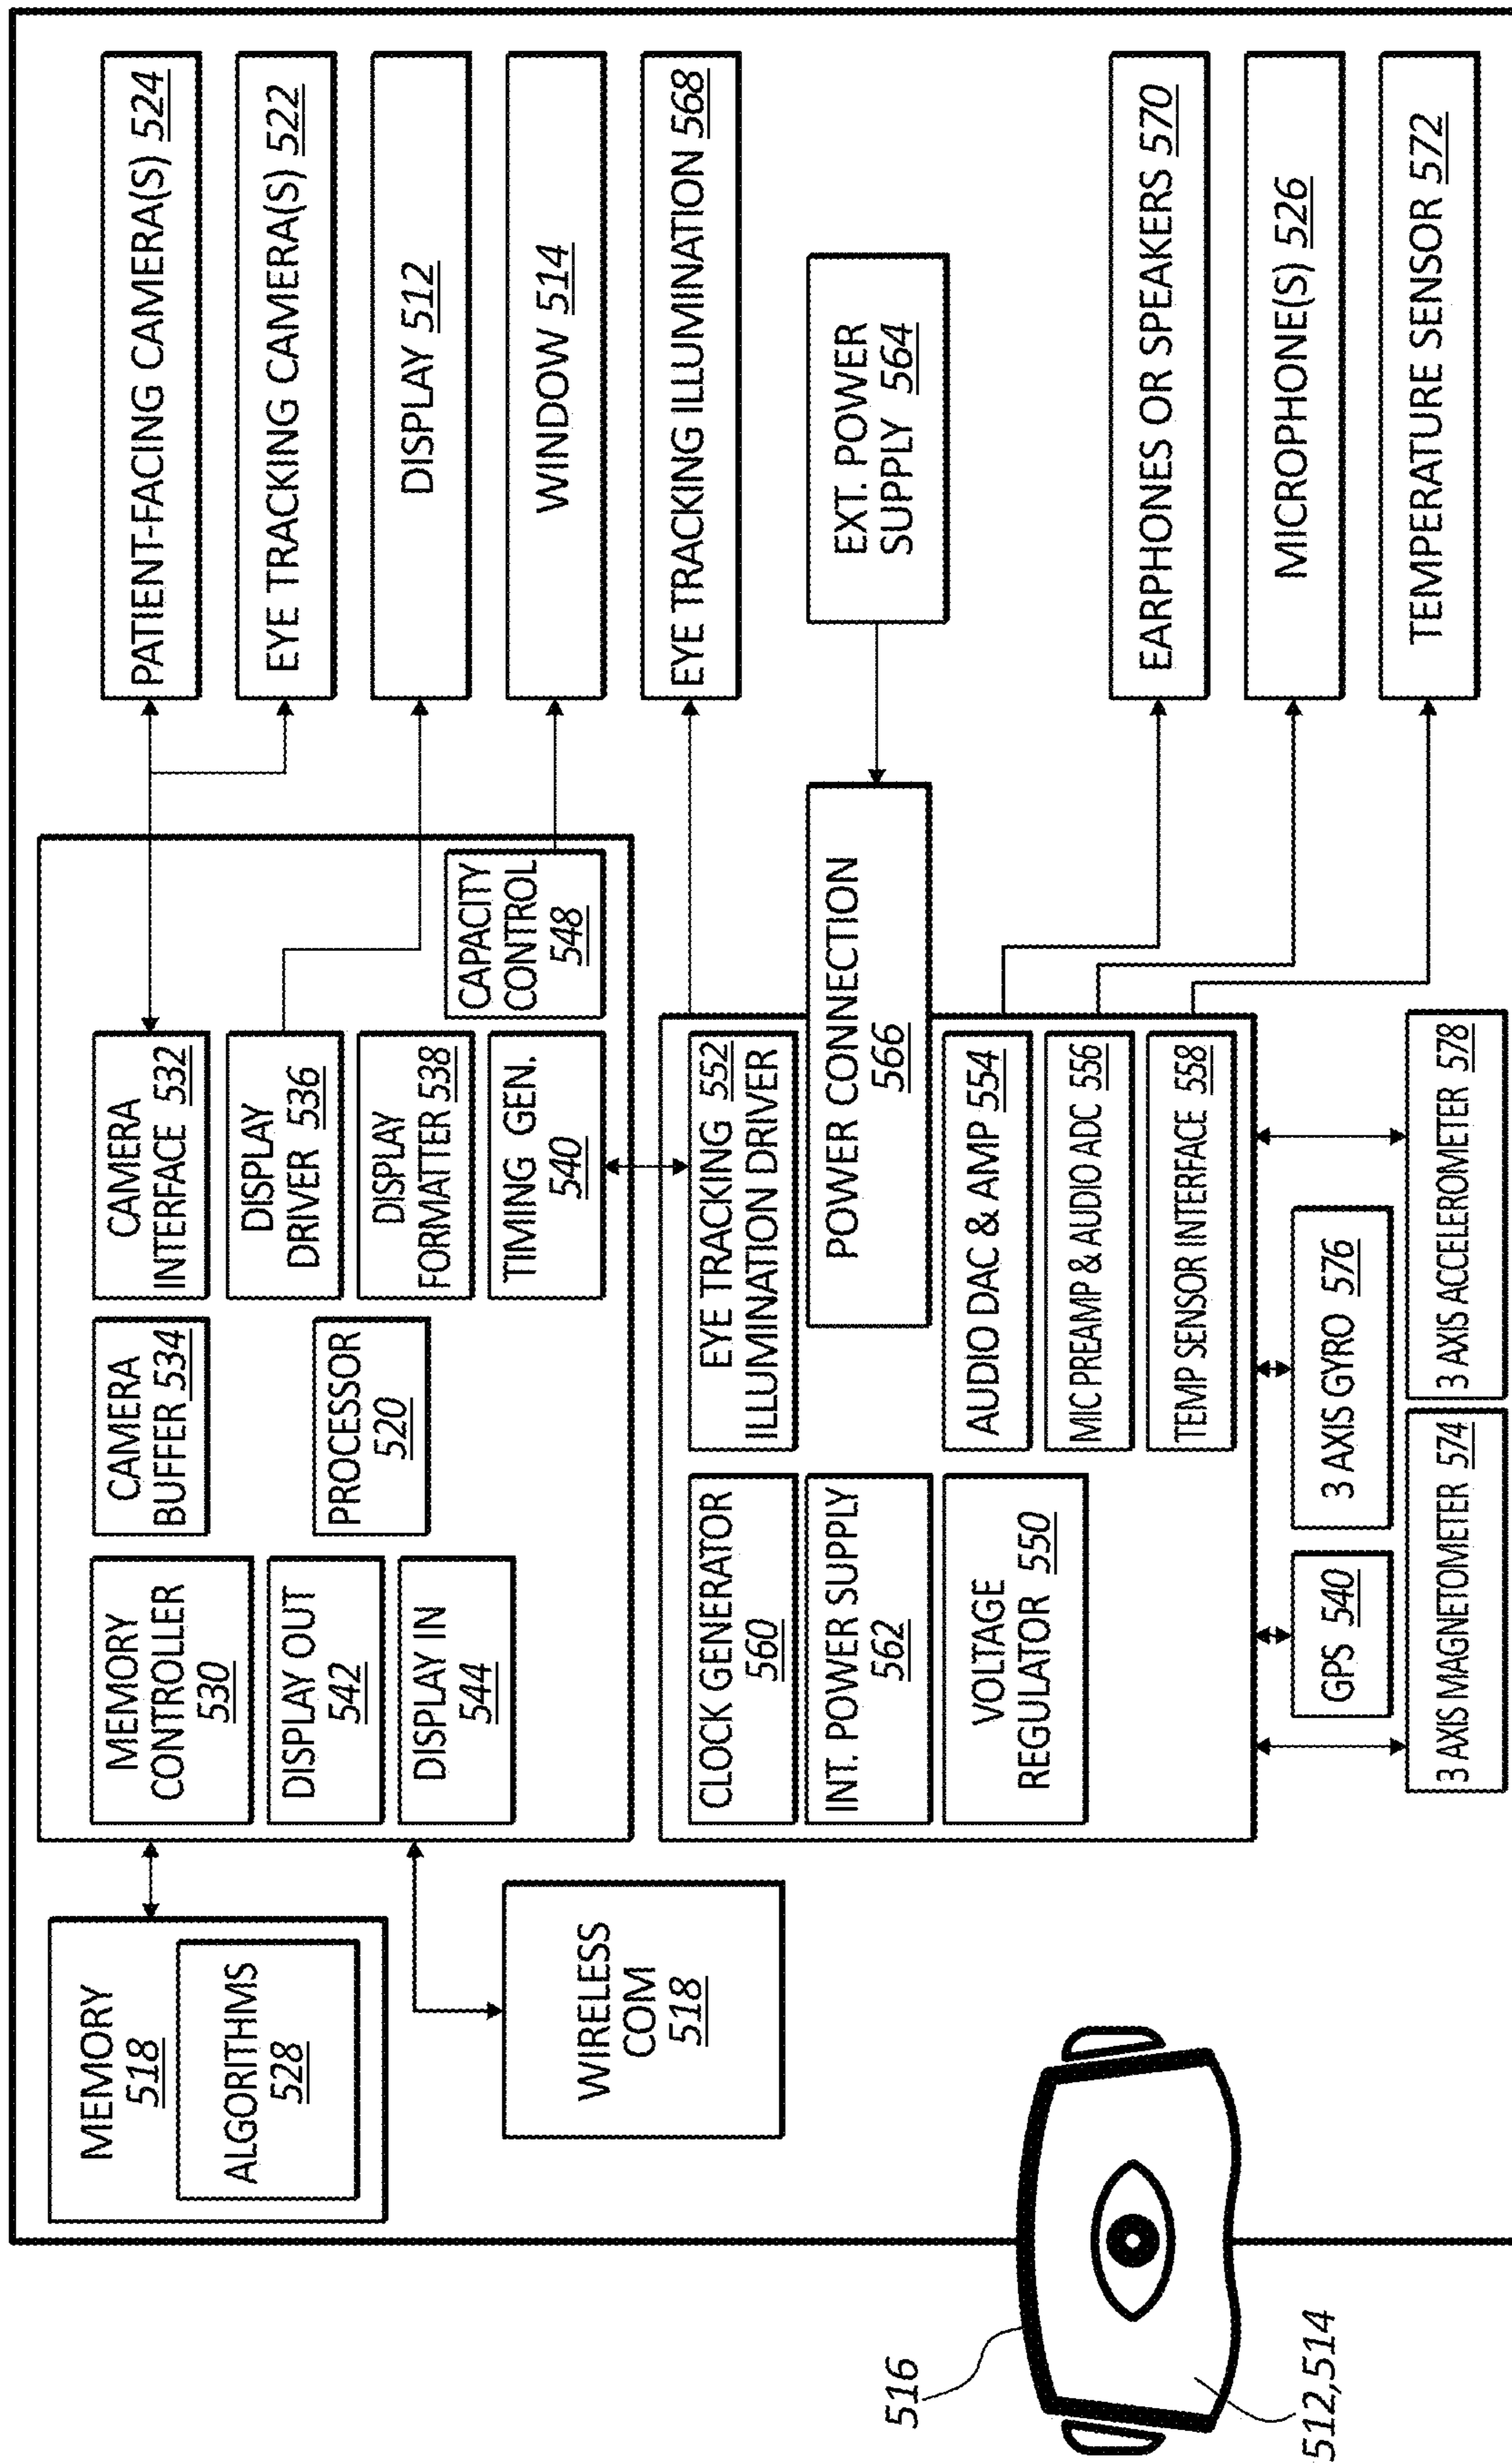 MEMORY
518
ALGORITHMS
528
WIRELESS
COM
518
MEMORY
CONTROLLER
530
DISPLAY OUT
542
DISPLAY IN
544
CAMERA
BUFFER 534
PROCESSOR
520
CAMERA
INTERFACE 532
DISPLAY
DRIVER 536
DISPLAY
FORMATTER 538
TIMING GEN.
540
CAPACITY
CONTROL
548
PATIENT-FACING CAMERA(S) 524
EYE TRACKING CAMERA(S) 522
DISPLAY 512
WINDOW 514
EYE TRACKING ILLUMINATION 568
CLOCK GENERATOR
560
INT. POWER SUPPLY
562
VOLTAGE
REGULATOR 550
EYE TRACKING 552
ILLUMINATION DRIVER
POWER CONNECTION
566
EXT. POWER
SUPPLY 564
AUDIO DAC & AMP 554
MIC PREAMP & AUDIO ADC 556
TEMP SENSOR INTERFACE 558
EARPHONES OR SPEAKERS 570
MICROPHONE(S) 526
TEMPERATURE SENSOR 572
GPS 540
3 AXIS GYRO 576
3 AXIS MAGNETOMETER 574
3 AXIS ACCELEROMETER 578
516
512,514